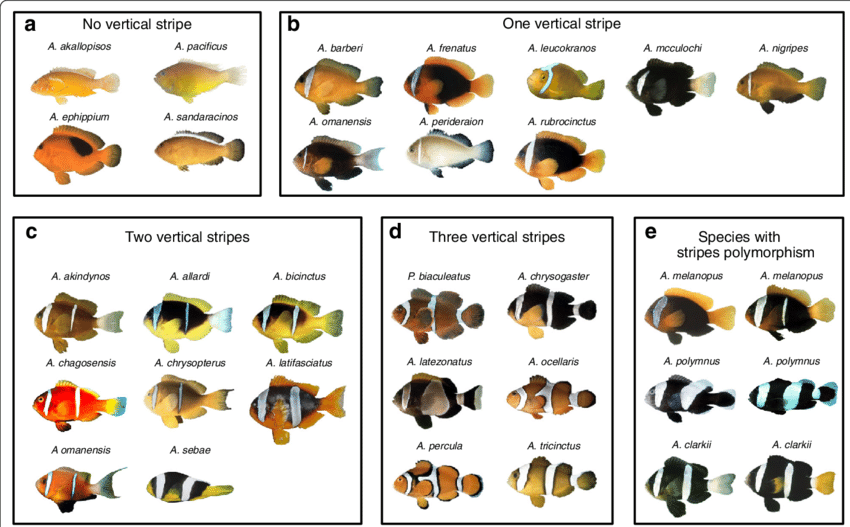 a No vertical stripe
A. akallopisos A. pacificus
A. ephippium A. sandaracinos
b One vertical stripe
A. barberi A. frenatus A. leucokranos A. mcculochi A. nigripes
A. omanensis A. perideraion A. rubrocinctus
c Two vertical stripes
A. akindynos A. allardi A. bicinctus
A. chagosensis A. chrysopterus A. latifasciatus
A omanensis A. sebae
d Three vertical stripes
P. biaculeatus A. chrysogaster
A. latezonatus A. ocellaris
A. percula A. tricinctus
e Species with
stripes polymorphism
A. melanopus A. melanopus
A. polymnus A. polymnus
A. clarkii A. clarkii